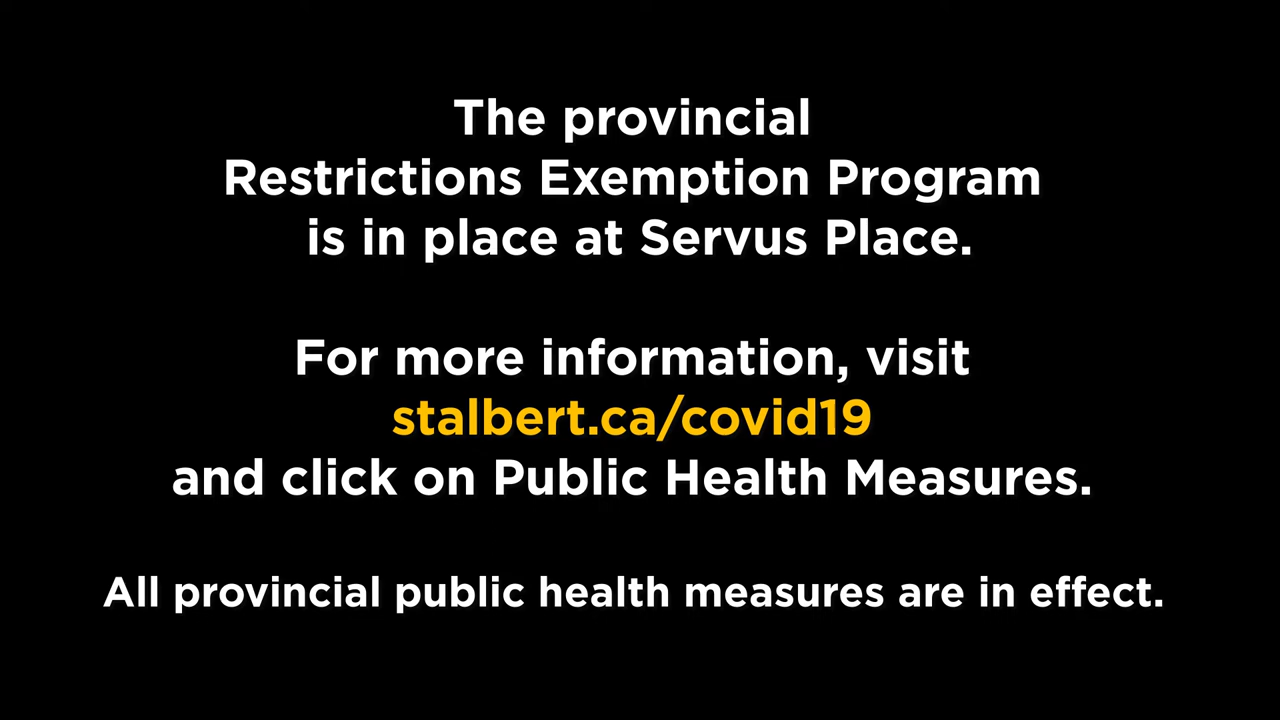 The provincial
Restrictions Exemption Program
is in place at Servus Place.
For more information, visit
stalbert.ca/covid19
and click on Public Health Measures.
All provincial public health measures are in effect.